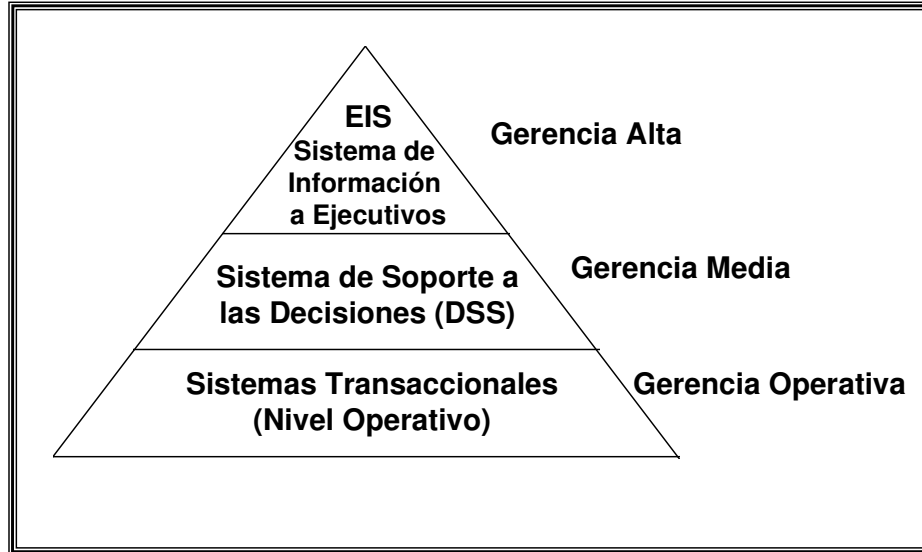 EIS
Sistema de
Información
a Ejecutivos
Gerencia Alta
Sistema de Soporte a
las Decisiones (DSS)
Gerencia Media
Sistemas Transaccionales
(Nivel Operativo)
Gerencia Operativa